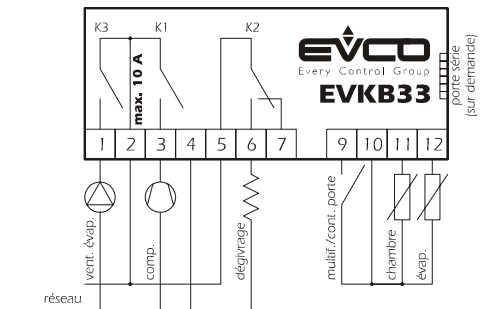 K3
K1
K2
max. 10 A
EVCO
Every Control Group
EVKB33
porte série
(sur demande)
1 2 3 4 5 6 7 9 10 11 12
vent. évap.
comp.
dégivrage
multif./cont. porte
chambre
évap.
réseau